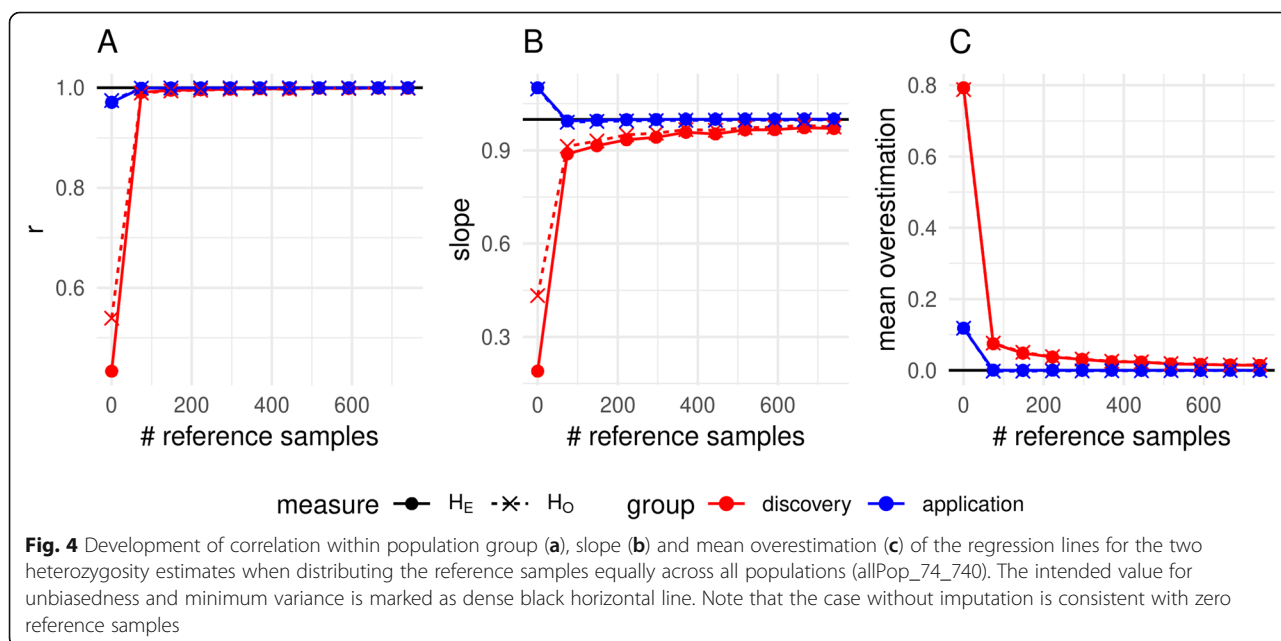 A
B
C
1.0
0.8
0.6
r
0 200 400 600
# reference samples
0.9
0.6
0.3
slope
0 200 400 600
# reference samples
0.8
0.6
0.4
0.2
0.0
mean overestimation
0 200 400 600
# reference samples
measure HE HO group discovery application
Fig. 4 Development of correlation within population group (a), slope (b) and mean overestimation (c) of the regression lines for the two
heterozygosity estimates when distributing the reference samples equally across all populations (allPop_74_740). The intended value for
unbiasedness and minimum variance is marked as dense black horizontal line. Note that the case without imputation is consistent with zero
reference samples